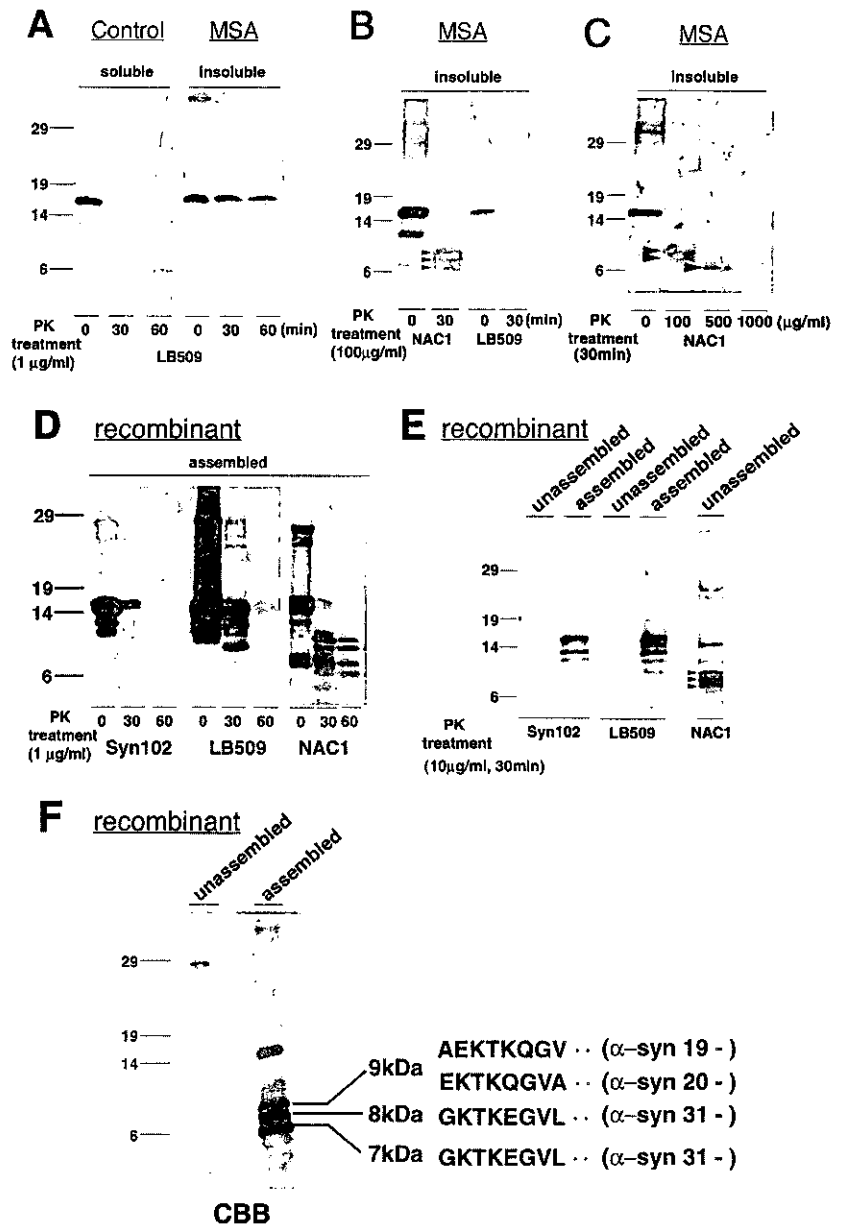 A Control MSA
soluble insoluble
29
19
14
6
PK 0 30 60 0 30 60 (min)
treatment
(1 μg/ml) LB509
B MSA
insoluble
29
19
14
6
PK 0 30 0 30 (min)
treatment
(100μg/ml) NAC1 LB509
C MSA
insoluble
29
19
14
6
PK 0 100 500 1000 (μg/ml)
treatment
(30min) NAC1
D recombinant
assembled
29
19
14
6
PK 0 30 60 0 30 60 0 30 60
treatment
(1 μg/ml) Syn102 LB509 NAC1
E recombinant
unassembled assembled unassembled assembled unassembled
29
19
14
6
PK Syn102 LB509 NAC1
treatment
(10μg/ml, 30min)
F recombinant
unassembled assembled
29
19
14
6
9kDa AEKTKQGV ·· (α–syn 19 - )
EKTKQGVA ·· (α–syn 20 - )
8kDa GKTKEGVL ·· (α–syn 31 - )
7kDa GKTKEGVL ·· (α–syn 31 - )
CBB